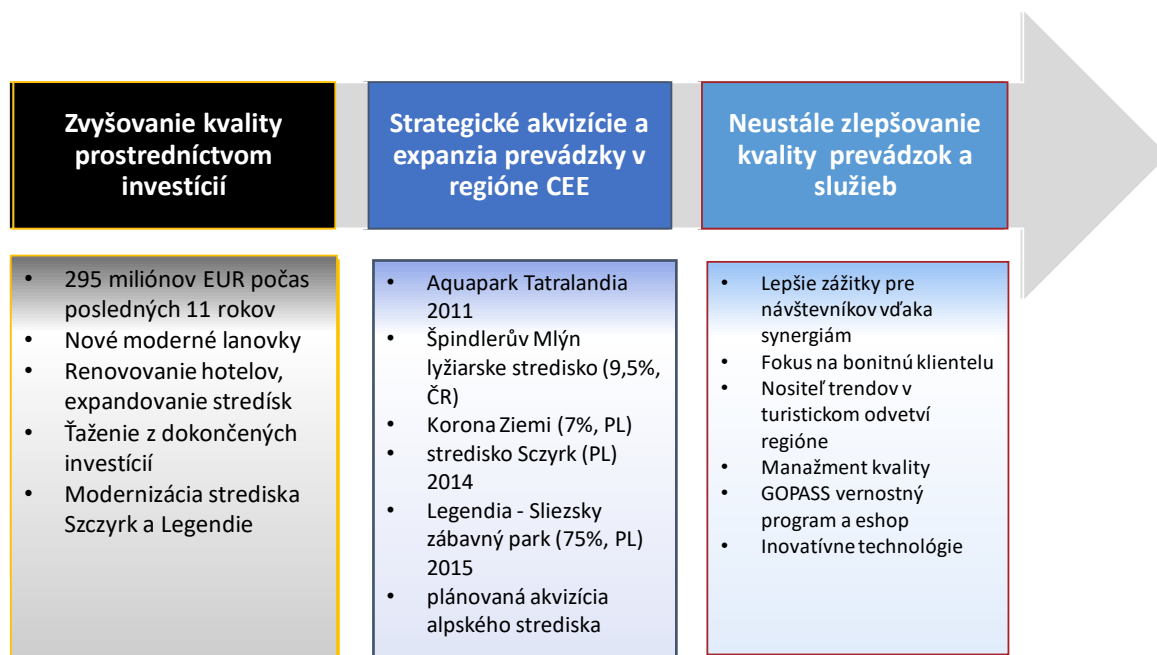 Zvyšovanie kvality
prostredníctvom
investícií
• 295 miliónov EUR počas
posledných 11 rokov
• Nové moderné lanovky
• Renovovanie hotelov,
expandovanie stredísk
• Ťaženie z dokončených
investícií
• Modernizácia strediska
Szczyrk a Legendie
Strategické akvizície a
expanzia prevádzky v
regióne CEE
• Aquapark Tatralandia
2011
• Špindlerův Mlýn
lyžiarske stredisko (9,5%,
ČR)
• Korona Ziemi (7%, PL)
• stredisko Sczyrk (PL)
2014
• Legendia - Sliezsky
zábavný park (75%, PL)
2015
• plánovaná akvizícia
alpského strediska
Neustále zlepšovanie
kvality prevádzok a
služieb
• Lepšie zážitky pre
návštevníkov vďaka
synergiám
• Fokus na bonitnú klientelu
• Nositeľ trendov v
turistickom odvetví
regióne
• Manažment kvality
• GOPASS vernostný
program a eshop
• Inovatívne technológie